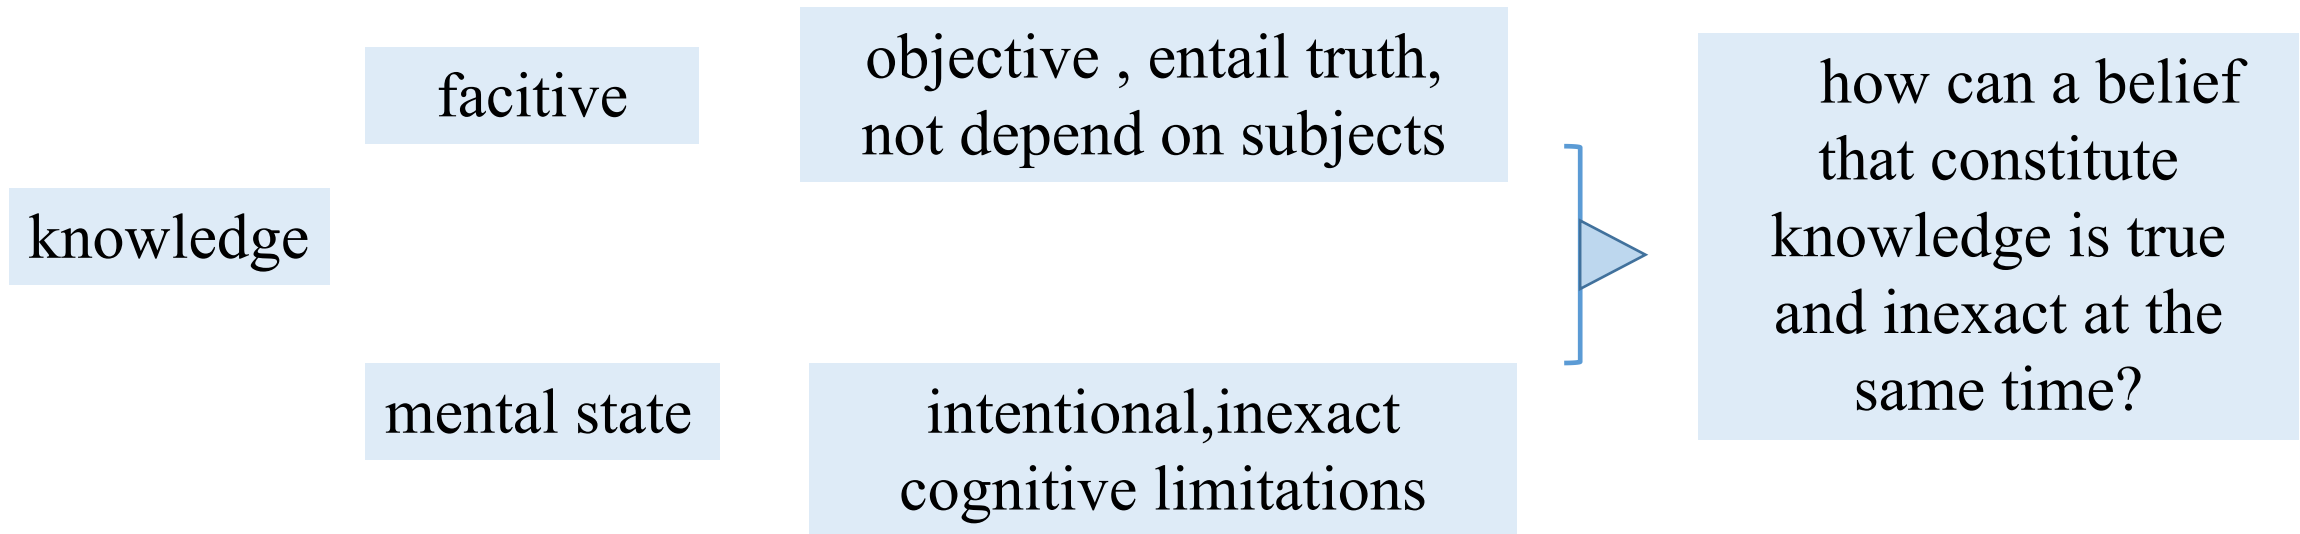 knowledge
facitive
objective , entail truth,
not depend on subjects
mental state
intentional,inexact
cognitive limitations
how can a belief
that constitute
knowledge is true
and inexact at the
same time?